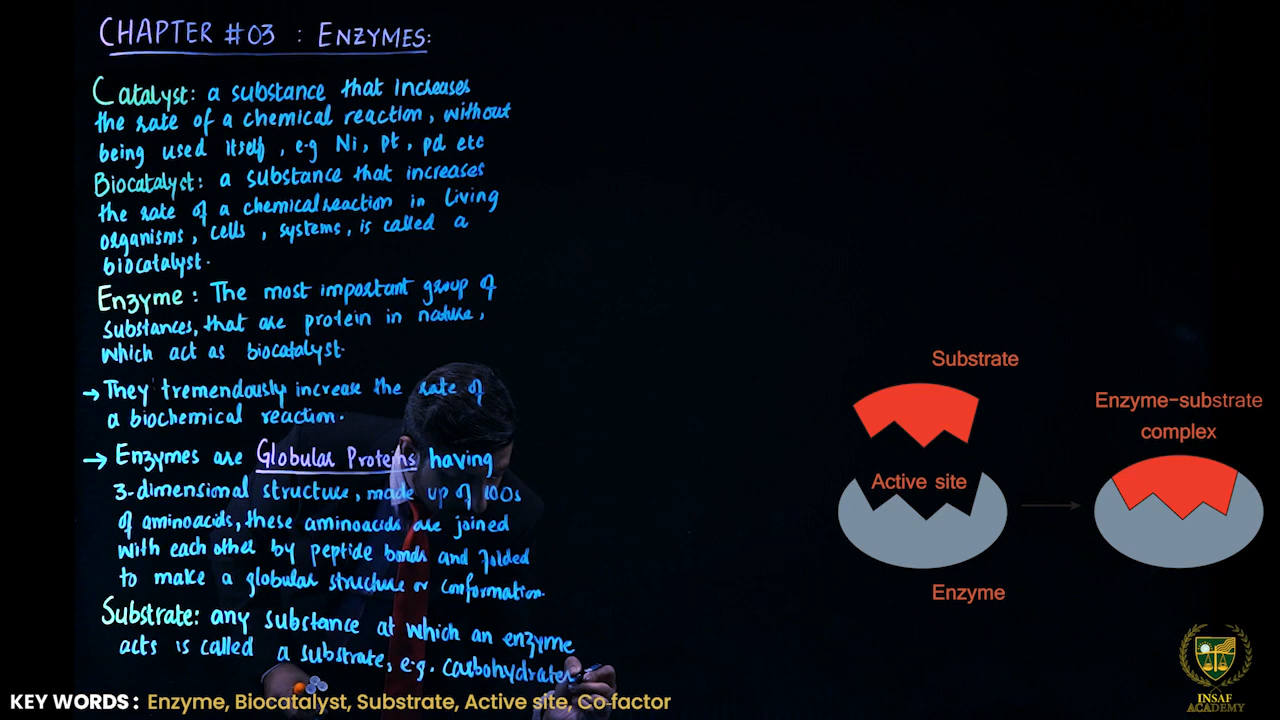 CHAPTER #03 : ENZYMES:
Catalyst: a substance that increases
the rate of a chemical reaction, without
being used itself, e.g Ni, Pt, pd etc
Biocatalyst: a substance that increases
the rate of a chemical reaction in Living
organisms, cells, systems, is called a
biocatalyst.
Enzyme: The most important group of
substances, that are protein in nature,
which act as biocatalyst.
→ They tremendously increase the rate of
a biochemical reaction.
→ Enzymes are Globular Proteins having
3-dimensional structure, made up of 100s
of aminoacids, these aminoacids are joined
with each other by peptide bonds and folded
to make a globular structure or conformation.
Substrate: any substance at which an enzyme
acts is called a substrate, e.g. carbohydrates
Substrate
Active site
Enzyme
Enzyme-substrate
complex
KEY WORDS: Enzyme, Biocatalyst, Substrate, Active site, Co-factor
INSAF
ACADEMY